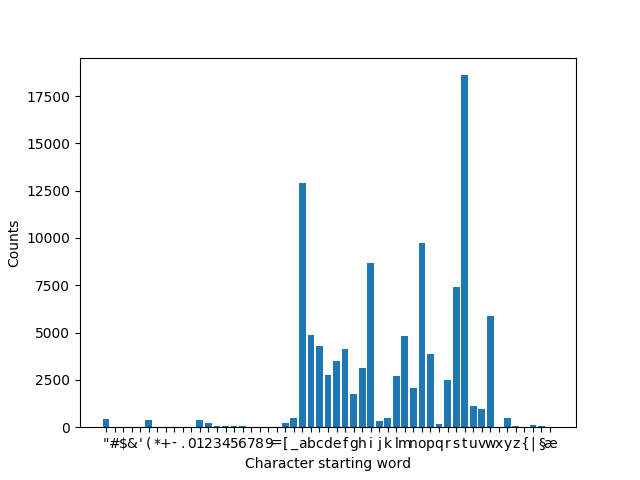 17500
15000
12500
10000
7500
5000
2500
0
Counts
"#$&'(*+-.0123456789=[_abcdefghijklmnopqrstuvwxyz{|§æ
Character starting word